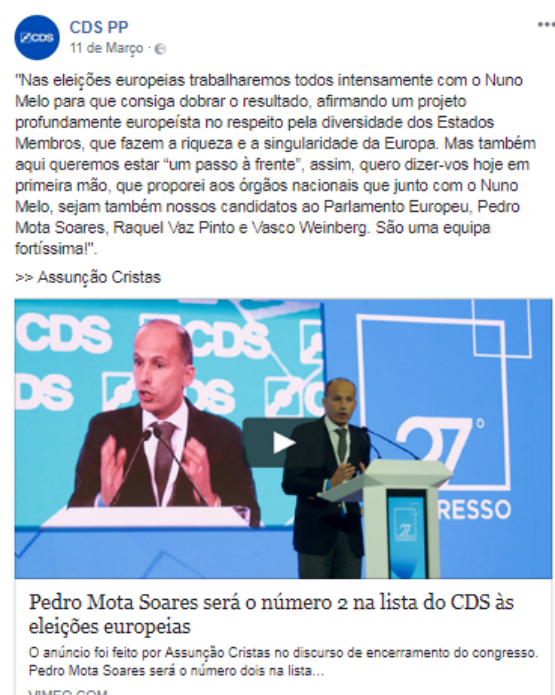 CDS
CDS PP
11 de Março ·
"Nas eleições europeias trabalharemos todos intensamente com o Nuno
Melo para que consiga dobrar o resultado, afirmando um projeto
profundamente europeísta no respeito pela diversidade dos Estados
Membros, que fazem a riqueza e a singularidade da Europa. Mas também
aqui queremos estar “um passo à frente”, assim, quero dizer-vos hoje em
primeira mão, que proporei aos órgãos nacionais que junto com o Nuno
Melo, sejam também nossos candidatos ao Parlamento Europeu, Pedro
Mota Soares, Raquel Vaz Pinto e Vasco Weinberg. São uma equipa
fortíssima!".
>> Assunção Cristas
CDS
CDS
DS
DS
27º
RESSO
27
Pedro Mota Soares será o número 2 na lista do CDS às
eleições europeias
O anúncio foi feito por Assunção Cristas no discurso de encerramento do congresso.
Pedro Mota Soares será o número dois na lista...
VIMEO.COM